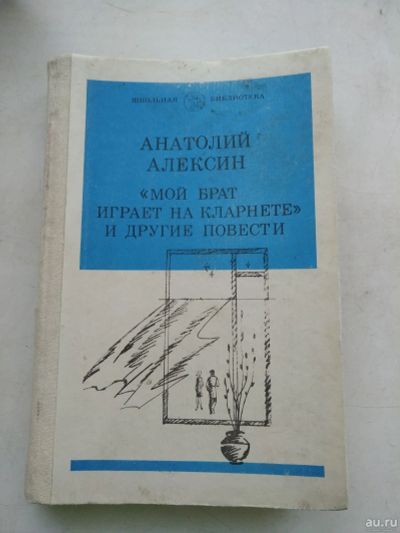 ШКОЛЬНАЯ БИБЛИОТЕКА
АНАТОЛИЙ
АЛЕКСИН
«МОЙ БРАТ
ИГРАЕТ НА КЛАРНЕТЕ»
И ДРУГИЕ ПОВЕСТИ
au.ru